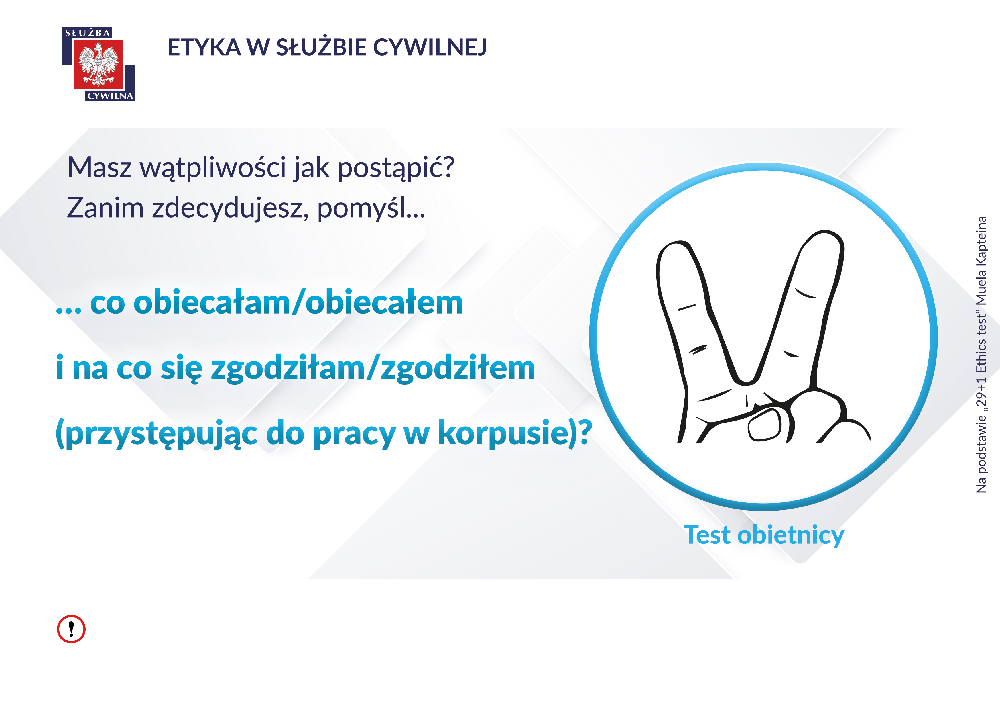 SŁUŻBA
CYWILNA
ETYKA W SŁUŻBIE CYWILNEJ
Masz wątpliwości jak postąpić?
Zanim zdecydujesz, pomyśl...
... co obiecałam/obiecałem
i na co się zgodziłam/zgodziłem
(przystępując do pracy w korpusie)?
Test obietnicy
Na podstawie „29+1 Ethics test” Muela Kapteina
!